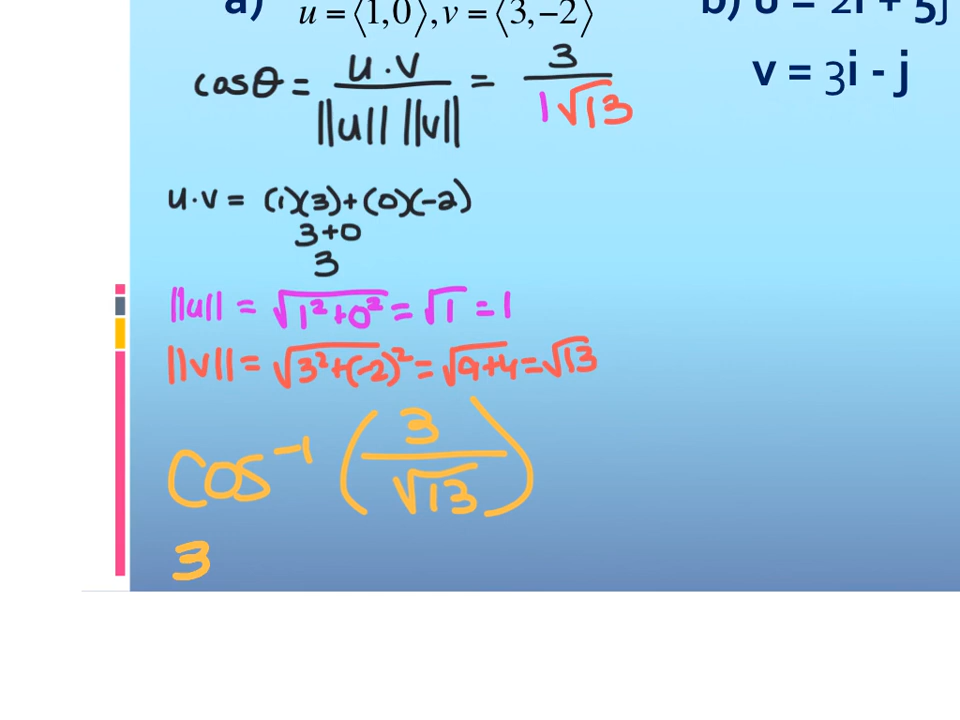 a) u = ⟨1,0⟩, v = ⟨3,−2⟩
b) u = 2i + 5j
v = 3i - j
cosθ = u·v / ||u|| ||v|| = 3 / 1√13
u·v = (1)(3)+(0)(-2)
3+0
3
||u|| = √1²+0² = √1 = 1
||v|| = √3²+(-2)² = √9+4 = √13
cos⁻¹ (3/√13)
3